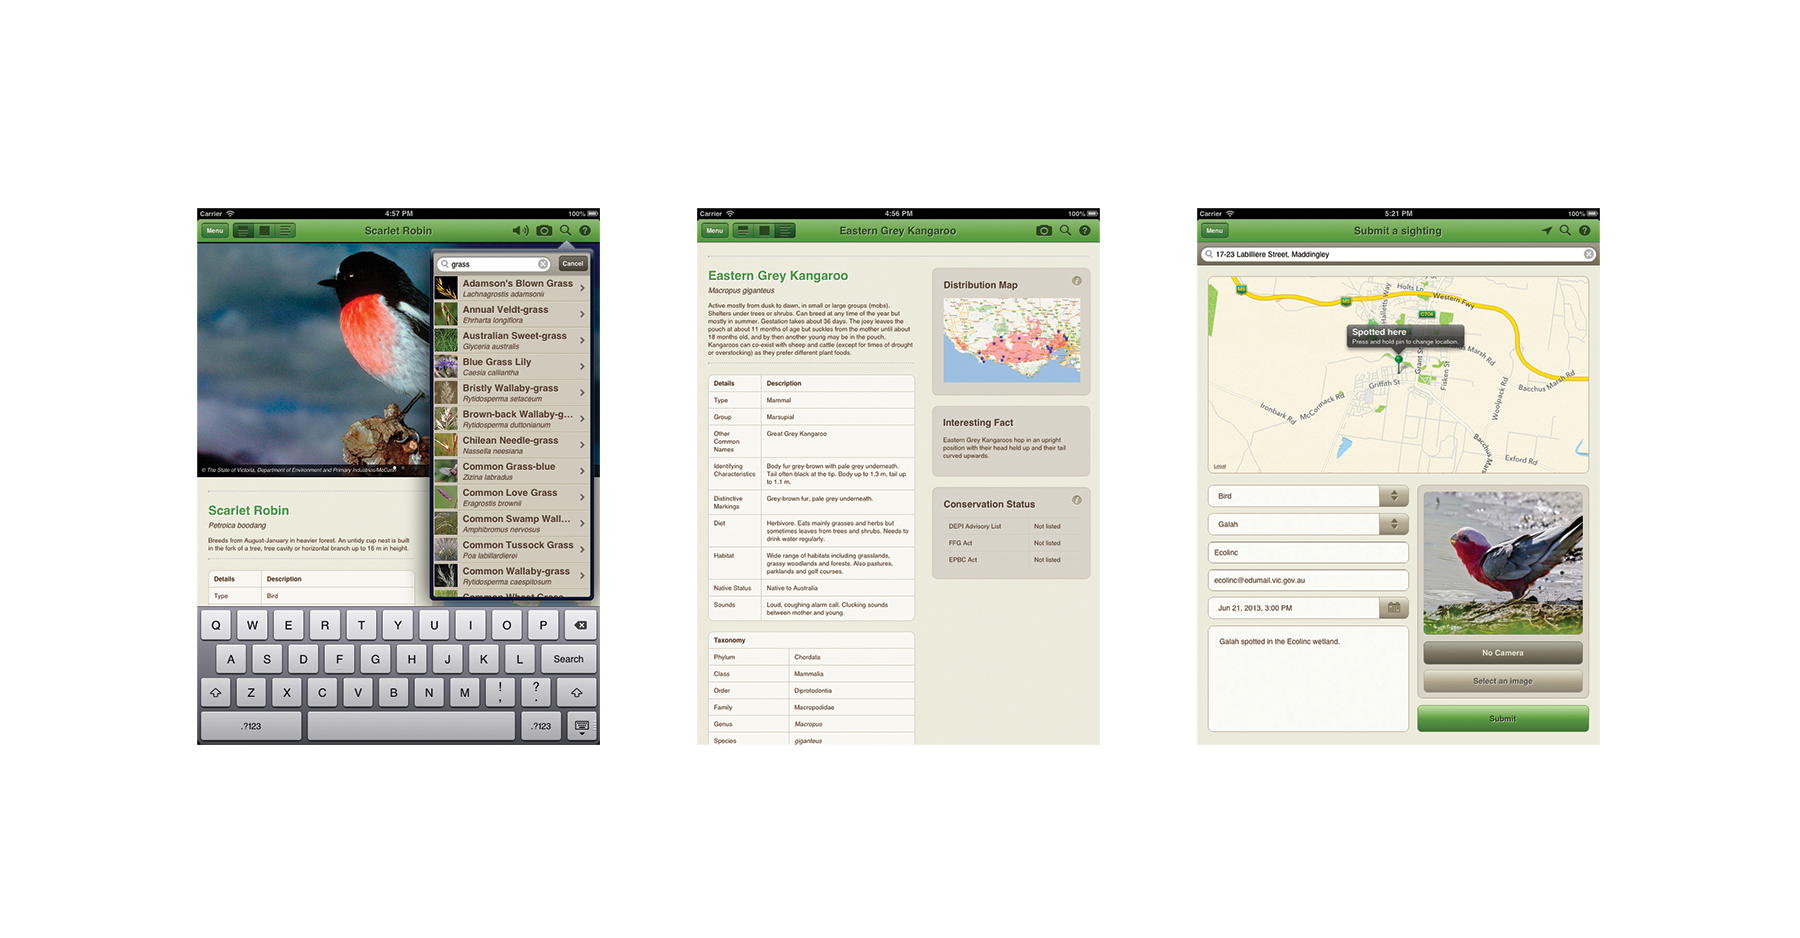 Carrier
4:57 PM
100%
Menu
Scarlet Robin
grass
Cancel
Adamson's Blown Grass
Lachnagrostis adamsonii
Annual Veldt-grass
Ehrharta longiflora
Australian Sweet-grass
Glyceria australis
Blue Grass Lily
Caesia calliantha
Bristly Wallaby-grass
Rytidosperma setaceum
Brown-back Wallaby-g...
Rytidosperma duttonianum
Chilean Needle-grass
Nassella neesiana
Common Grass-blue
Zizina labradus
Common Love Grass
Eragrostis brownii
Common Swamp Wall...
Amphibromus nervosus
Common Tussock Grass
Poa labillardierei
Common Wallaby-grass
Rytidosperma caespitosum
Common Wheat Grass
© The State of Victoria, Department of Environment and Primary Industries/McCann
Scarlet Robin
Petroica boodang
Breeds from August-January in heavier forest. An untidy cup nest is built
in the fork of a tree, tree cavity or horizontal branch up to 16 m in height.
Details Description
Type Bird
Q W E R T Y U I O P
A S D F G H J K L Search
Z X C V B N M ! , ? .
.?123 .?123
Carrier
4:56 PM
100%
Menu
Eastern Grey Kangaroo
Eastern Grey Kangaroo
Macropus giganteus
Active mostly from dusk to dawn, in small or large groups (mobs).
Shelters under trees or shrubs. Can breed at any time of the year but
mostly in summer. Gestation takes about 36 days. The joey leaves the
pouch at about 11 months of age but suckles from the mother until about
18 months old, and by then another young may be in the pouch.
Kangaroos can co-exist with sheep and cattle (except for times of drought
or overstocking) as they prefer different plant foods.
Details Description
Type Mammal
Group Marsupial
Other Great Grey Kangaroo
Common
Names
Identifying Body fur grey-brown with pale grey underneath.
Characteristics Tail often black at the tip. Body up to 1.3 m, tail up
to 1.1 m.
Distinctive Grey-brown fur, pale grey underneath.
Markings
Diet Herbivore. Eats mainly grasses and herbs but
sometimes leaves from trees and shrubs. Needs to
drink water regularly.
Habitat Wide range of habitats including grasslands,
grassy woodlands and forests. Also pastures,
parklands and golf courses.
Native Status Native to Australia
Sounds Loud, coughing alarm call. Clucking sounds
between mother and young.
Taxonomy
Phylum Chordata
Class Mammalia
Order Diprotodontia
Family Macropodidae
Genus Macropus
Species giganteus
Distribution Map
Interesting Fact
Eastern Grey Kangaroos hop in an upright
position with their head held up and their tail
curved upwards.
Conservation Status
DEPI Advisory List Not listed
FFG Act Not listed
EPBC Act Not listed
Carrier
5:21 PM
100%
Menu
Submit a sighting
17-23 Labilliere Street, Maddingley
M8
M8
C704
Holts Ln
Western Fwy
Halletts Way
Spotted here
Press and hold pin to change location.
Grant St
Fisken St
Griffith St
McCormack Rd
Ironbark Rd
Woolpack Rd
Bacchus Marsh Rd
Exford Rd
Legal
Bird
Galah
Ecolinc
ecolinc@edumail.vic.gov.au
Jun 21, 2013, 3:00 PM
Galah spotted in the Ecolinc wetland.
No Camera
Select an image
Submit